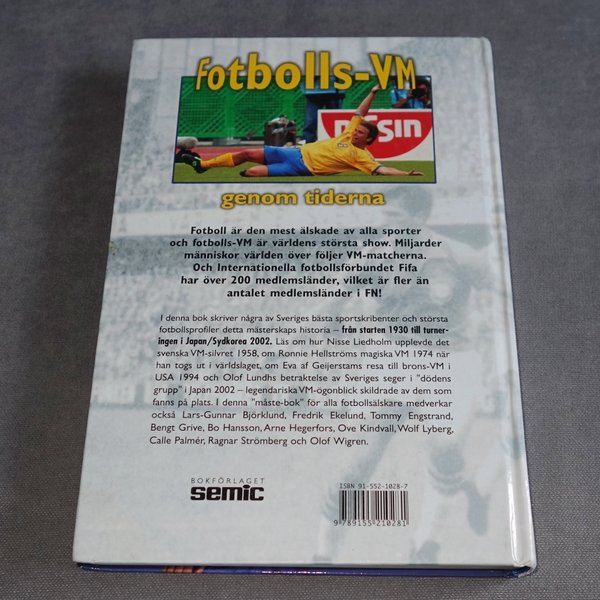 Fotbolls-VM
genom tiderna
Fotboll är den mest älskade av alla sporter
och fotbolls-VM är världens största show. Miljarder
människor världen över följer VM-matcherna.
Och Internationella fotbollsförbundet Fifa
har över 200 medlemsländer, vilket är fler än
antalet medlemsländer i FN!
I denna bok skriver några av Sveriges bästa sportskribenter och största
fotbollsprofiler detta mästerskaps historia – från starten 1930 till turner-
ingen i Japan/Sydkorea 2002. Läs om hur Nisse Liedholm upplevde det
svenska VM-silvret 1958, om Ronnie Hellströms magiska VM 1974 när
han togs ut i världslaget, om Eva af Geijerstams resa till brons-VM i
USA 1994 och Olof Lundhs betraktelse av Sveriges seger i "dödens
grupp" i Japan 2002 – legendariska VM-ögonblick skildrade av dem som
fanns på plats. I denna "måste-bok" för alla fotbollsälskare medverkar
också Lars-Gunnar Björklund, Fredrik Ekelund, Tommy Engstrand,
Bengt Grive, Bo Hansson, Arne Hegerfors, Ove Kindvall, Wolf Lyberg,
Calle Palmér, Ragnar Strömberg och Olof Wigren.
BOKFÖRLAGET
semic
ISBN 91-552-1028-7
9 789155 210281